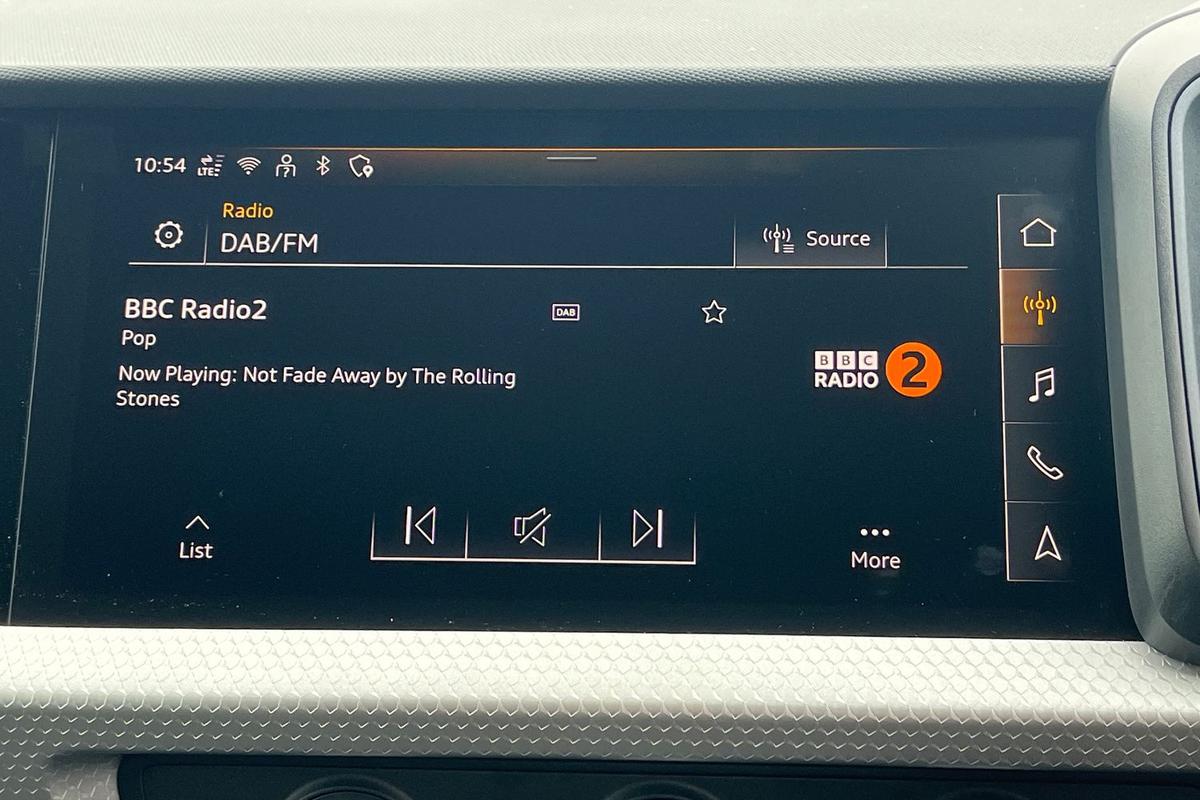 10:54 LTE
Radio
DAB/FM
Source
BBC Radio2
DAB
Pop
Now Playing: Not Fade Away by The Rolling
Stones
BBC
RADIO 2
List
More